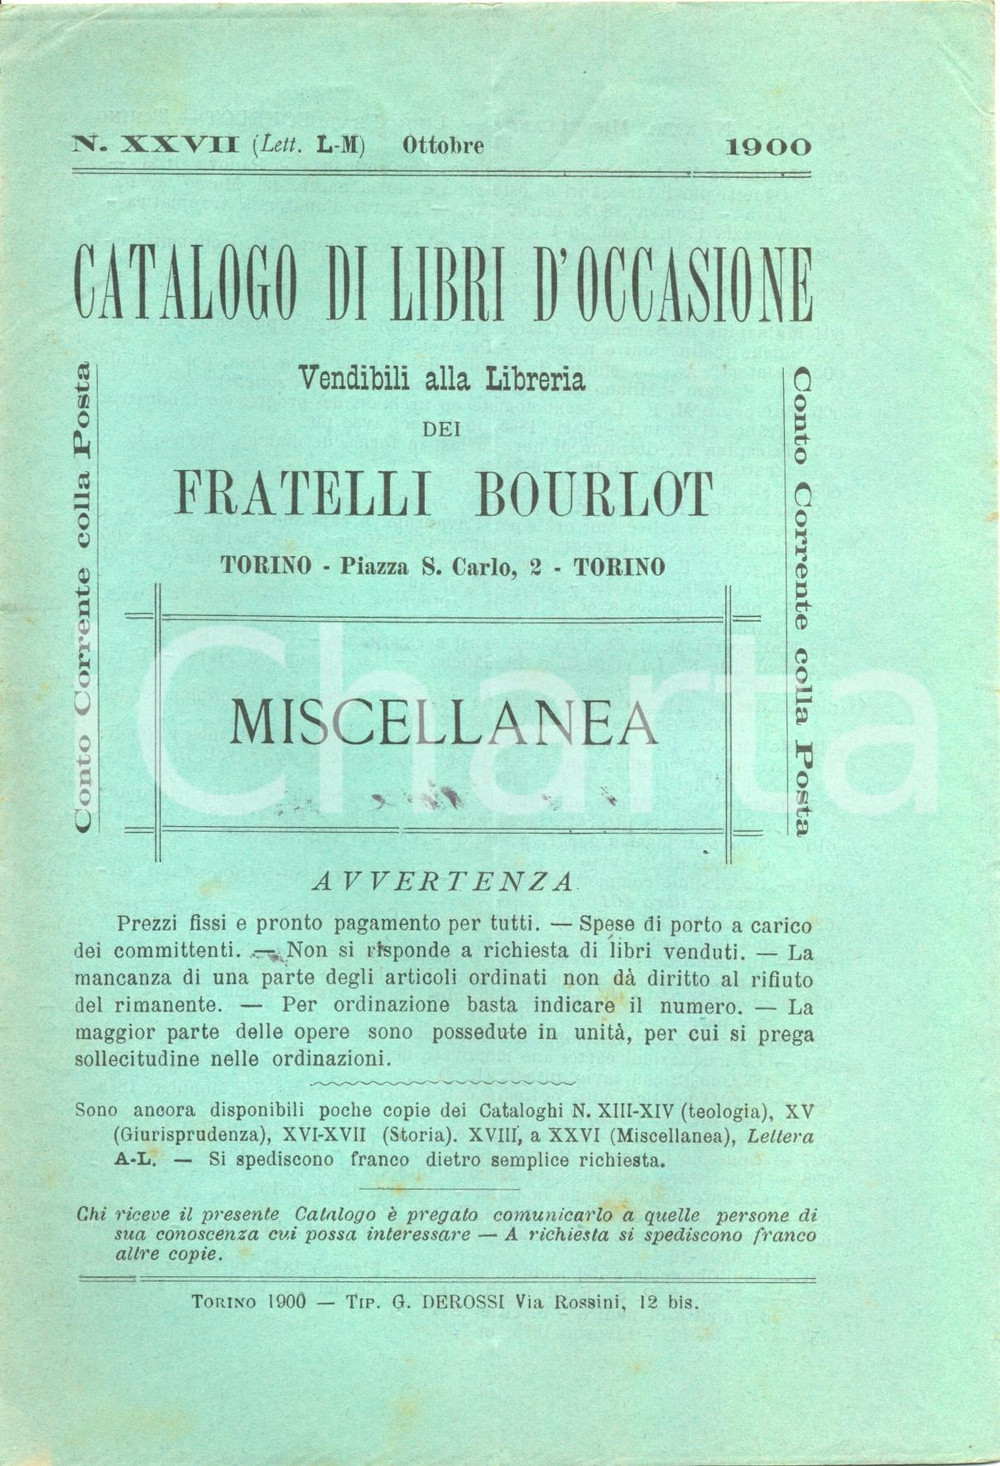 N. XXVII (Lett. L-M) Ottobre 1900
CATALOGO DI LIBRI D'OCCASIONE
Vendibili alla Libreria
DEI
FRATELLI BOURLOT
TORINO - Piazza S. Carlo, 2 - TORINO
Conto Corrente colla Posta
Conto Corrente colla Posta
MISCELLANEA
Charta
AVVERTENZA.
Prezzi fissi e pronto pagamento per tutti. — Spese di porto a carico
dei committenti. — Non si risponde a richiesta di libri venduti. — La
mancanza di una parte degli articoli ordinati non dà diritto al rifiuto
del rimanente. — Per ordinazione basta indicare il numero. — La
maggior parte delle opere sono possedute in unità, per cui si prega
sollecitudine nelle ordinazioni.
Sono ancora disponibili poche copie dei Cataloghi N. XIII-XIV (teologia), XV
(Giurisprudenza), XVI-XVII (Storia). XVIII, a XXVI (Miscellanea), Lettera
A-L. — Si spediscono franco dietro semplice richiesta.
Chi riceve il presente Catalogo è pregato comunicarlo a quelle persone di
sua conoscenza cui possa interessare — A richiesta si spediscono franco
altre copie.
TORINO 1900 — TIP. G. DEROSSI Via Rossini, 12 bis.